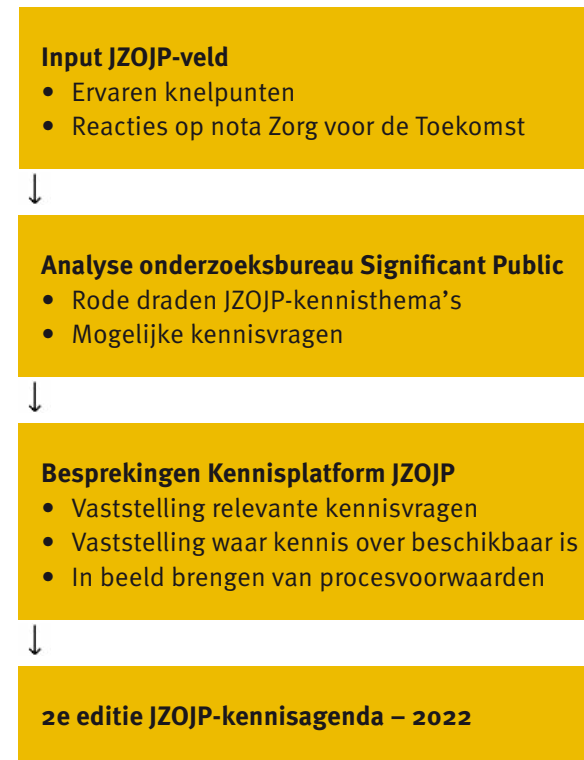 Input JZOJP-veld
• Ervaren knelpunten
• Reacties op nota Zorg voor de Toekomst
↓
Analyse onderzoeksbureau Significant Public
• Rode draden JZOJP-kennisthema’s
• Mogelijke kennisvragen
↓
Besprekingen Kennisplatform JZOJP
• Vaststelling relevante kennisvragen
• Vaststelling waar kennis over beschikbaar is
• In beeld brengen van procesvoorwaarden
↓
2e editie JZOJP-kennisagenda – 2022